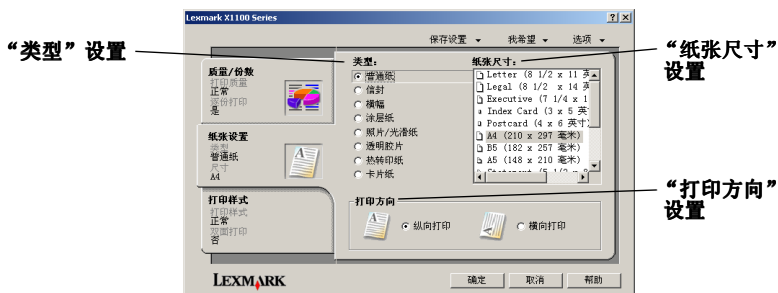 Lexmark X1100 Series
保存设置
我希望
选项
“类型”设置
“纸张尺寸”
设置
“打印方向”
设置
质量/份数
打印质量
正常
逐份打印
是
纸张设置
类型
普通纸
尺寸
A4
打印样式
打印样式
正常
双面打印
否
类型:
普通纸
信封
横幅
涂层纸
照片/光滑纸
透明胶片
热转印纸
卡片纸
纸张尺寸:
Letter (8 1/2 x 11 英
Legal (8 1/2 x 14 英
Executive (7 1/4 x 1
Index Card (3 x 5 英
Postcard (4 x 6 英寸)
A4 (210 x 297 毫米)
B5 (182 x 257 毫米)
A5 (148 x 210 毫米)
打印方向
纵向打印
横向打印
LEXMARK
确定
取消
帮助